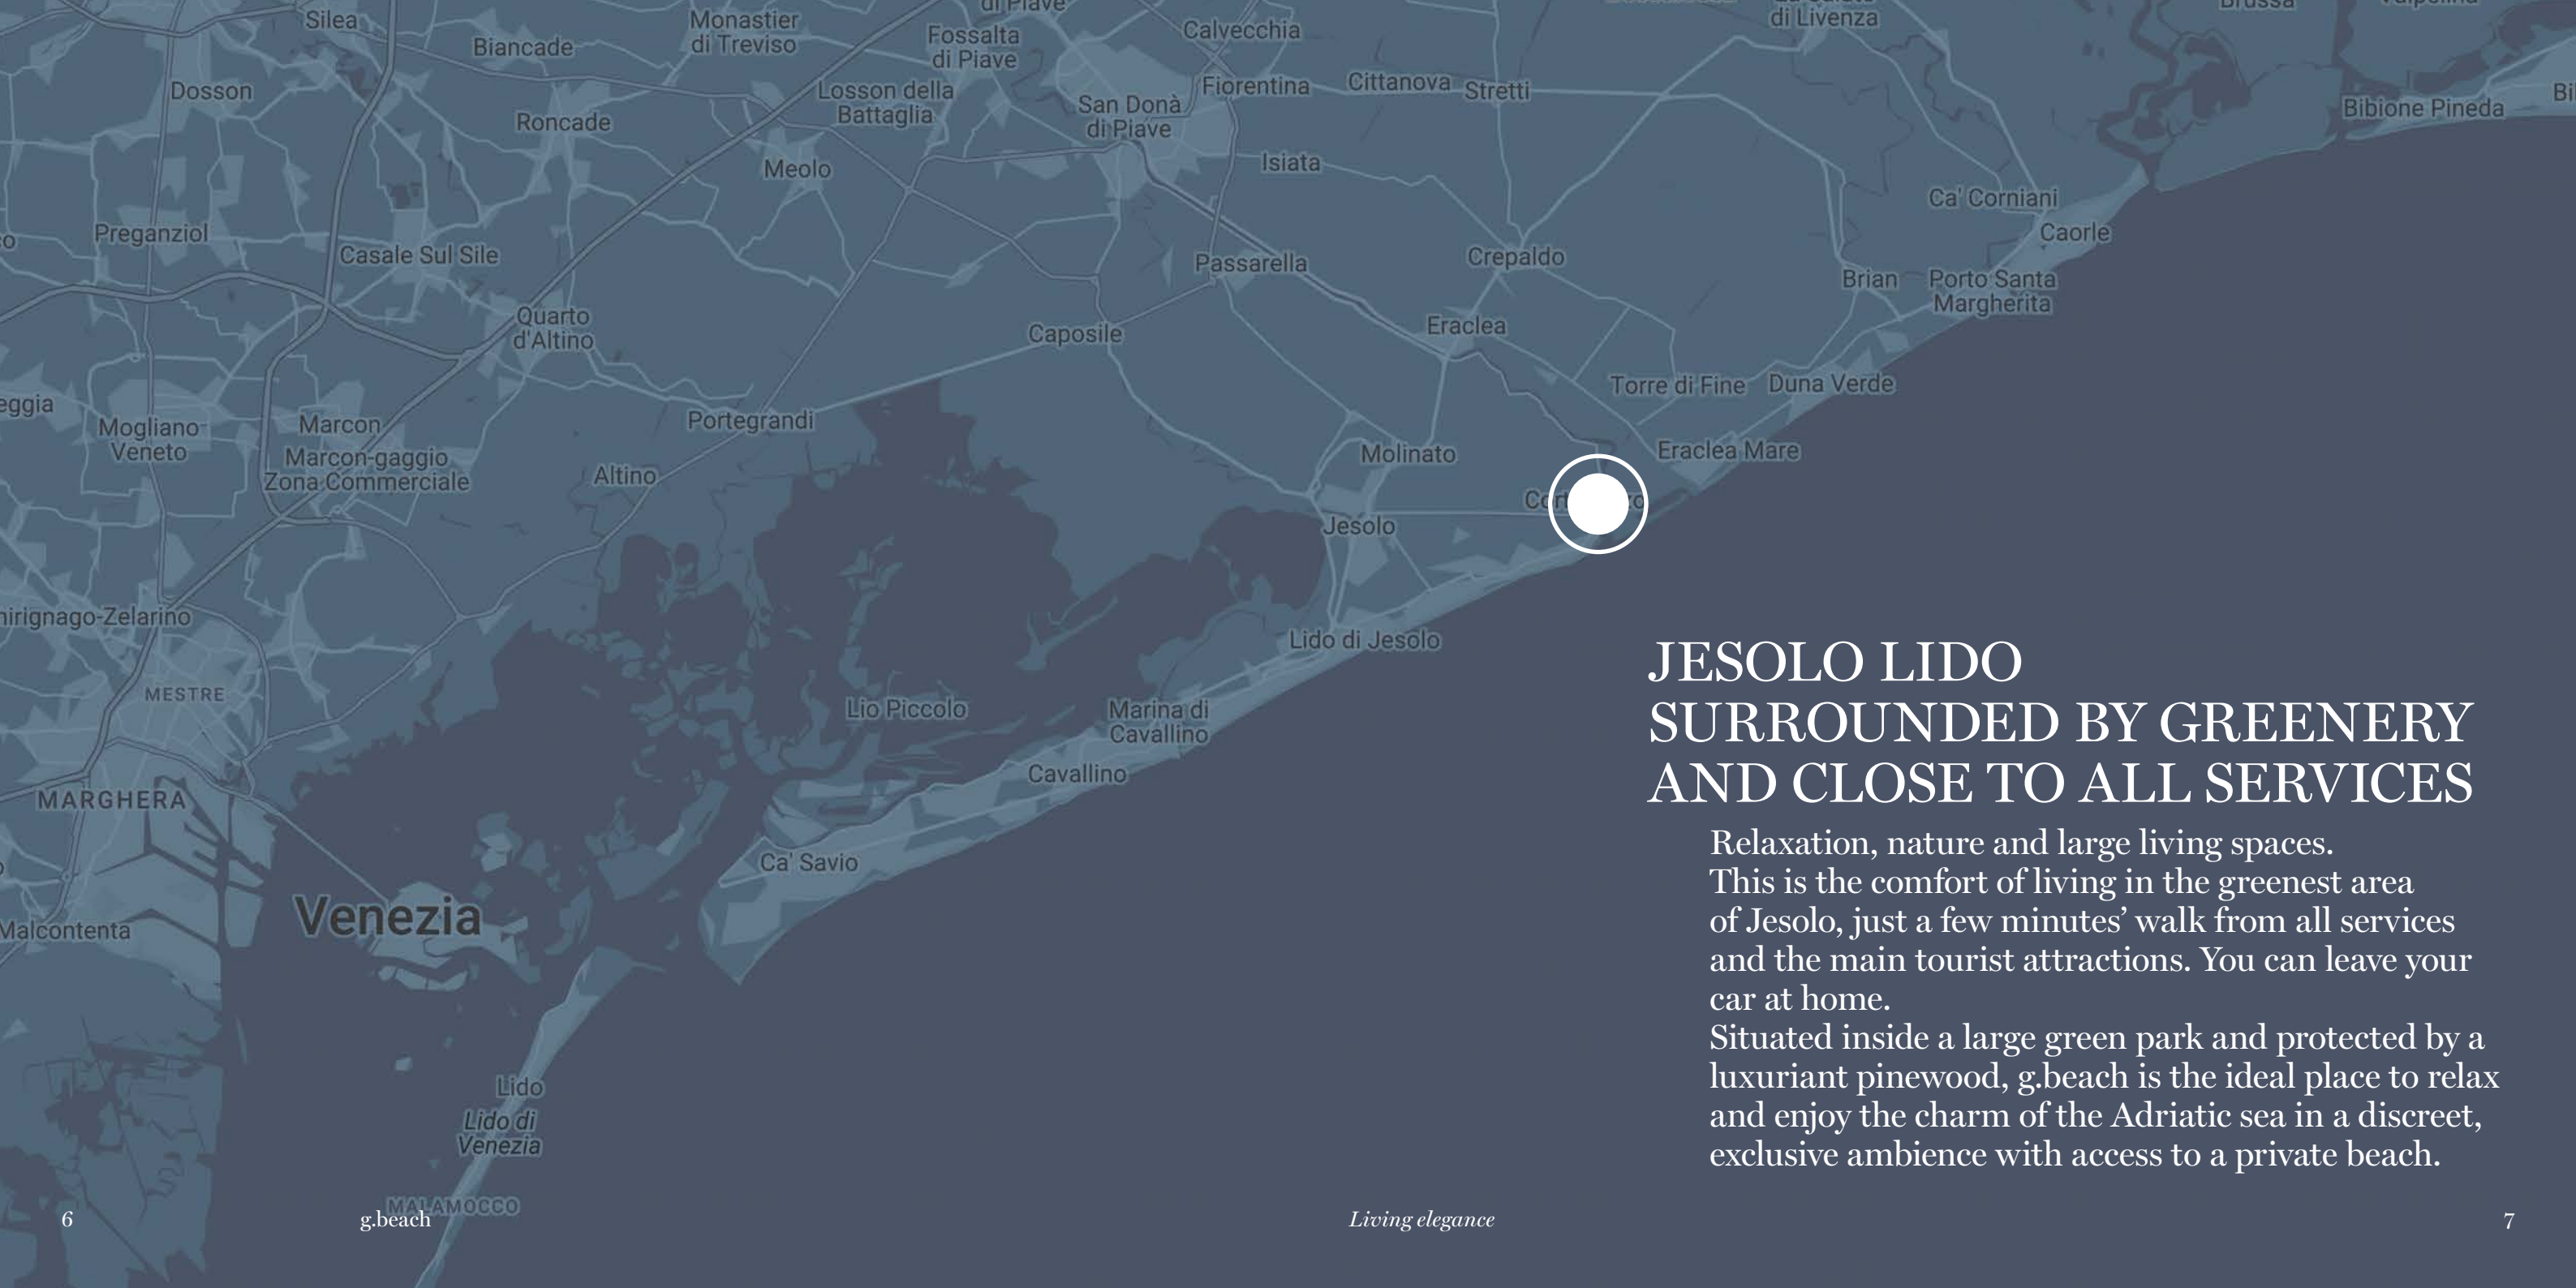 Silea
Biancade
Monastier
di Treviso
di Piave
Fossalta
di Piave
Calvecchia
di Livenza
Dosson
Roncade
Losson della
Battaglia
San Donà
di Piave
Fiorentina
Cittanova
Stretti
Bibione Pineda
Meolo
Isiata
Ca' Corniani
Caorle
Preganziol
Casale Sul Sile
Passarella
Crepaldo
Brian
Porto Santa
Margherita
Quarto
d'Altino
Caposile
Eraclea
Torre di Fine
Duna Verde
Mogliano
Veneto
Marcon
Marcon-gaggio
Zona Commerciale
Portegrandi
Altino
Molinato
Eraclea Mare
Jesolo
Lido di Jesolo
MESTRE
Lio Piccolo
Marina di
Cavallino
Cavallino
MARGHERA
Ca' Savio
Venezia
Malcontenta
Lido
Lido di
Venezia
MALAMOCCO
JESOLO LIDO
SURROUNDED BY GREENERY
AND CLOSE TO ALL SERVICES
Relaxation, nature and large living spaces.
This is the comfort of living in the greenest area
of Jesolo, just a few minutes’ walk from all services
and the main tourist attractions. You can leave your
car at home.
Situated inside a large green park and protected by a
luxuriant pinewood, g.beach is the ideal place to relax
and enjoy the charm of the Adriatic sea in a discreet,
exclusive ambience with access to a private beach.
6
g.beach
Living elegance
7